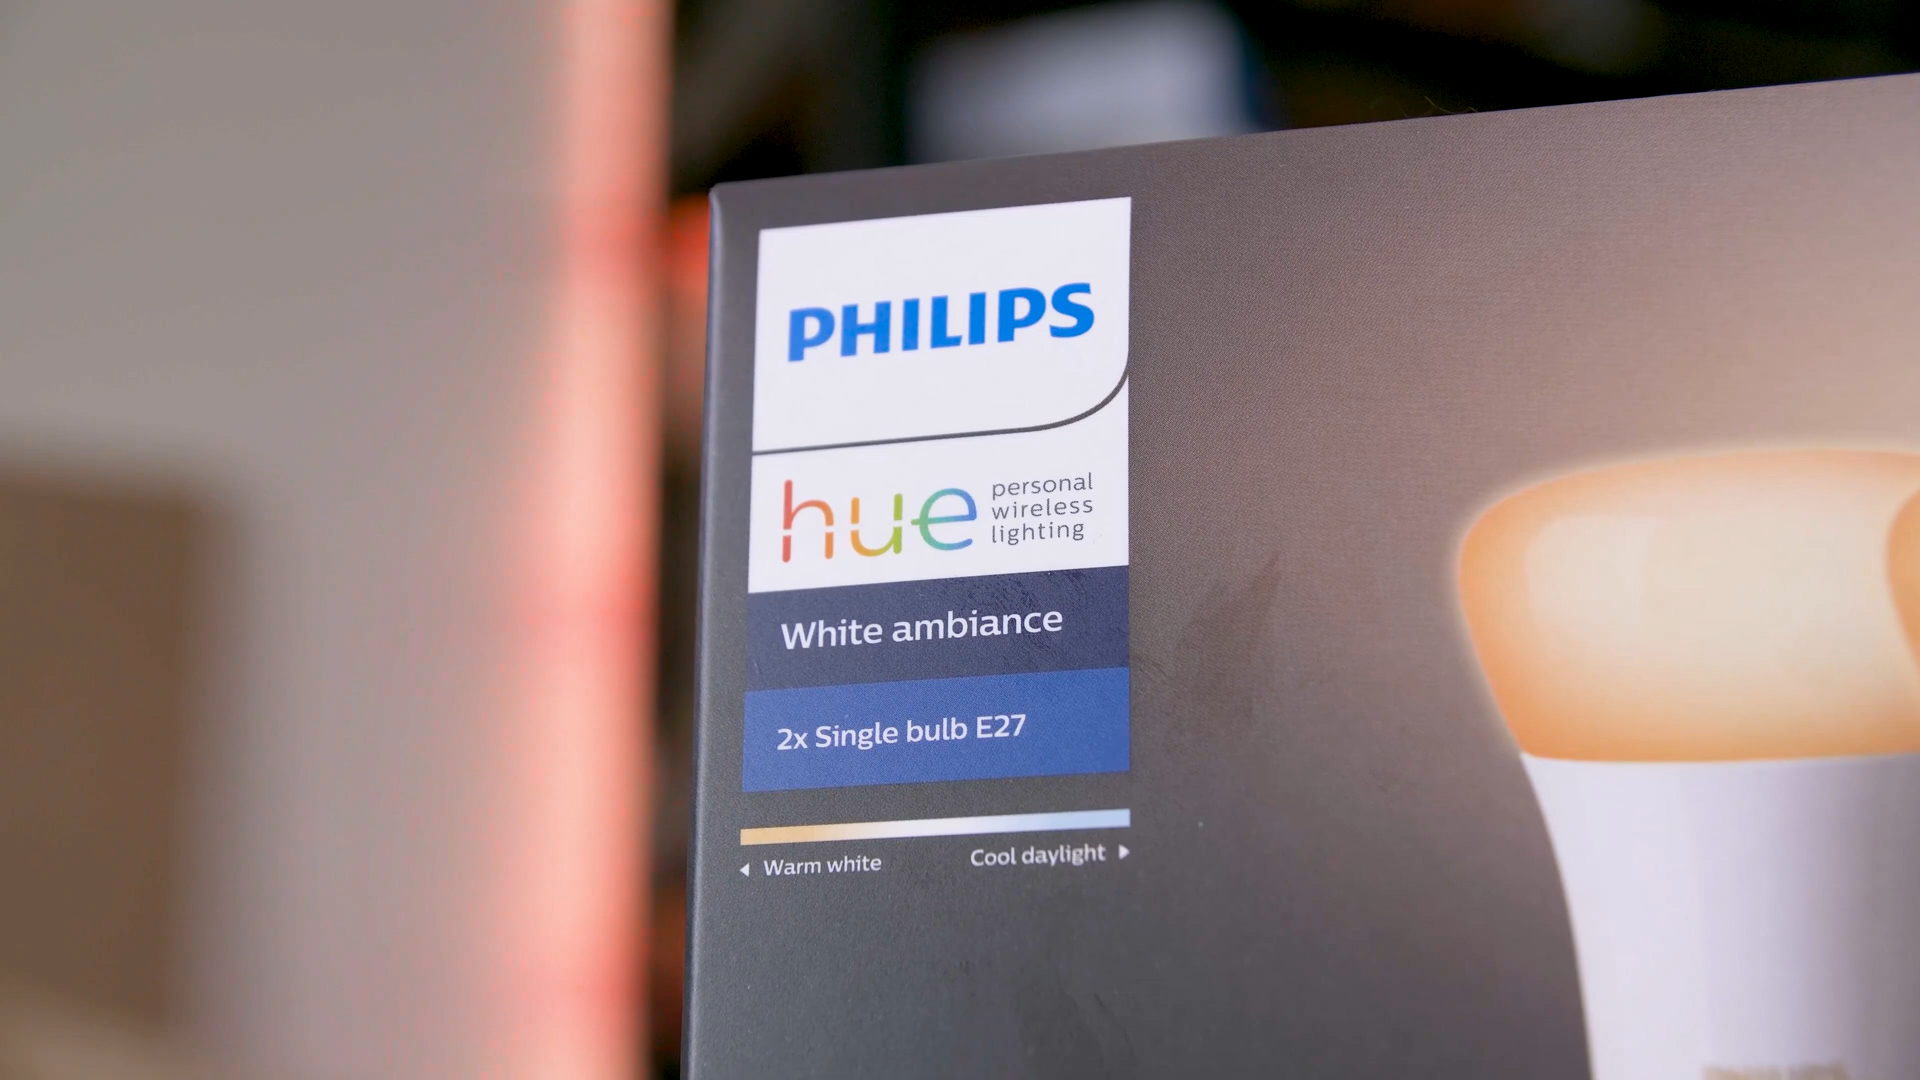 PHILIPS
hue
personal
wireless
lighting
White ambiance
2x Single bulb E27
Warm white
Cool daylight